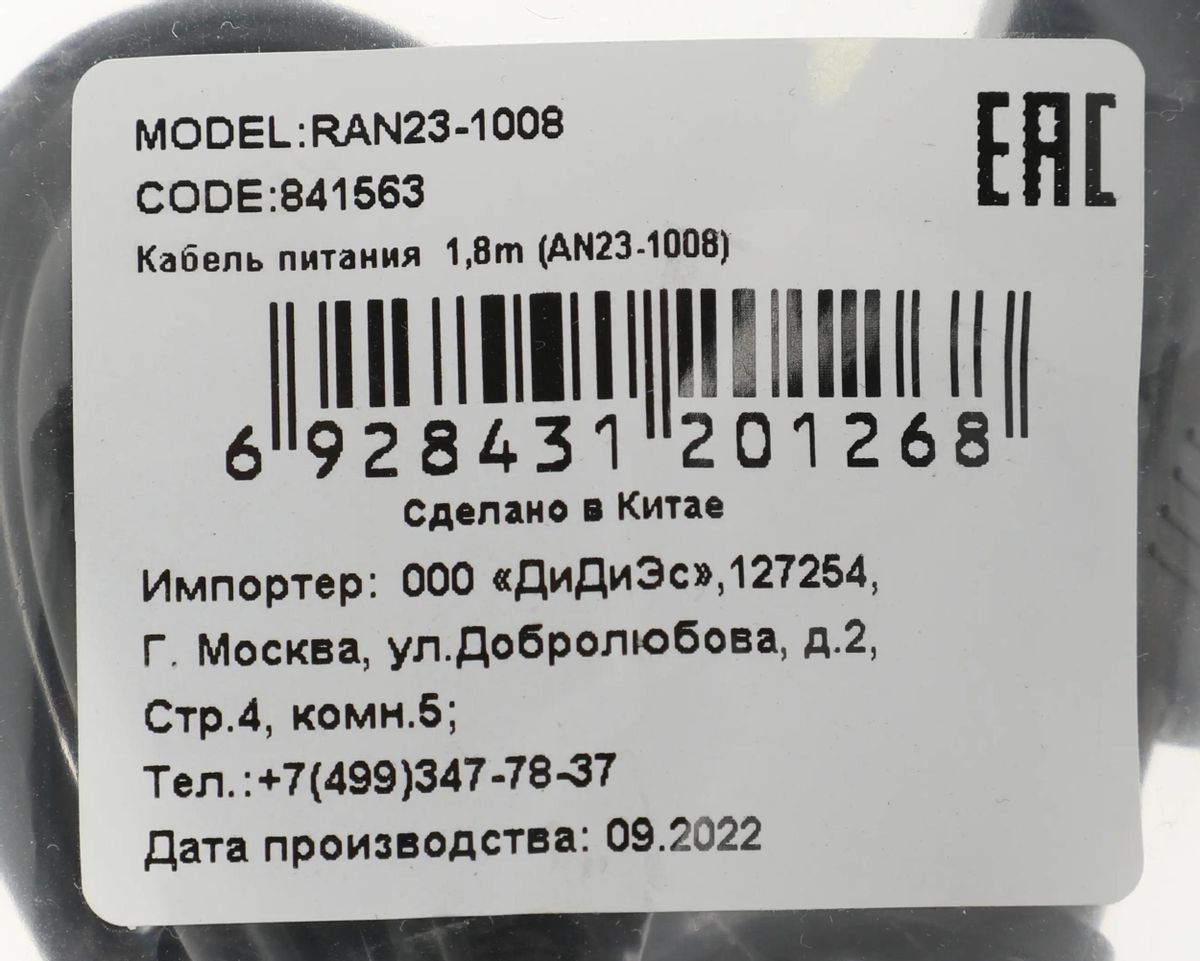 MODEL:RAN23-1008
EAC
CODE:841563
Кабель питания 1,8m (AN23-1008)
6 928431 201268
Сделано в Китае
Импортер: ООО «ДиДиЭс»,127254,
Г. Москва, ул.Добролюбова, д.2,
Стр.4, комн.5;
Тел.:+7(499)347-78-37
Дата производства: 09.2022